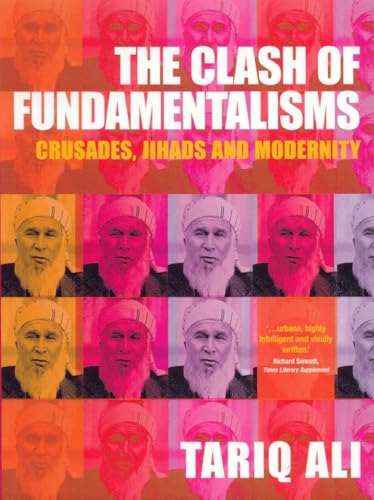 THE CLASH OF
FUNDAMENTALISMS
CRUSADES, JIHADS AND MODERNITY
‘...urbane, highly
intelligent and vividly
written.’
Richard Sennett,
Times Literary Supplement
TARIQ ALI